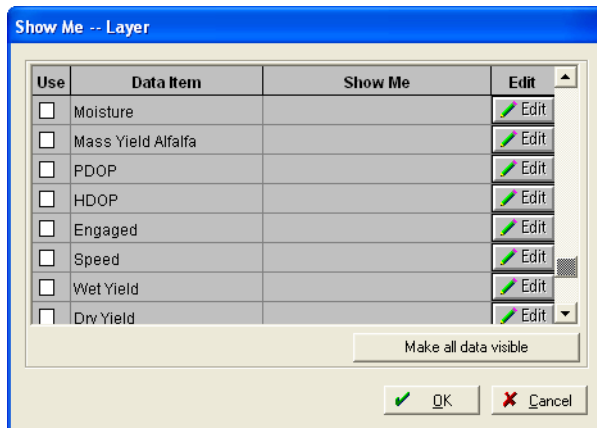 Show Me -- Layer
Use Data Item Show Me Edit
Moisture Edit
Mass Yield Alfalfa Edit
PDOP Edit
HDOP Edit
Engaged Edit
Speed Edit
Wet Yield Edit
Dry Yield Edit
Make all data visible
OK Cancel